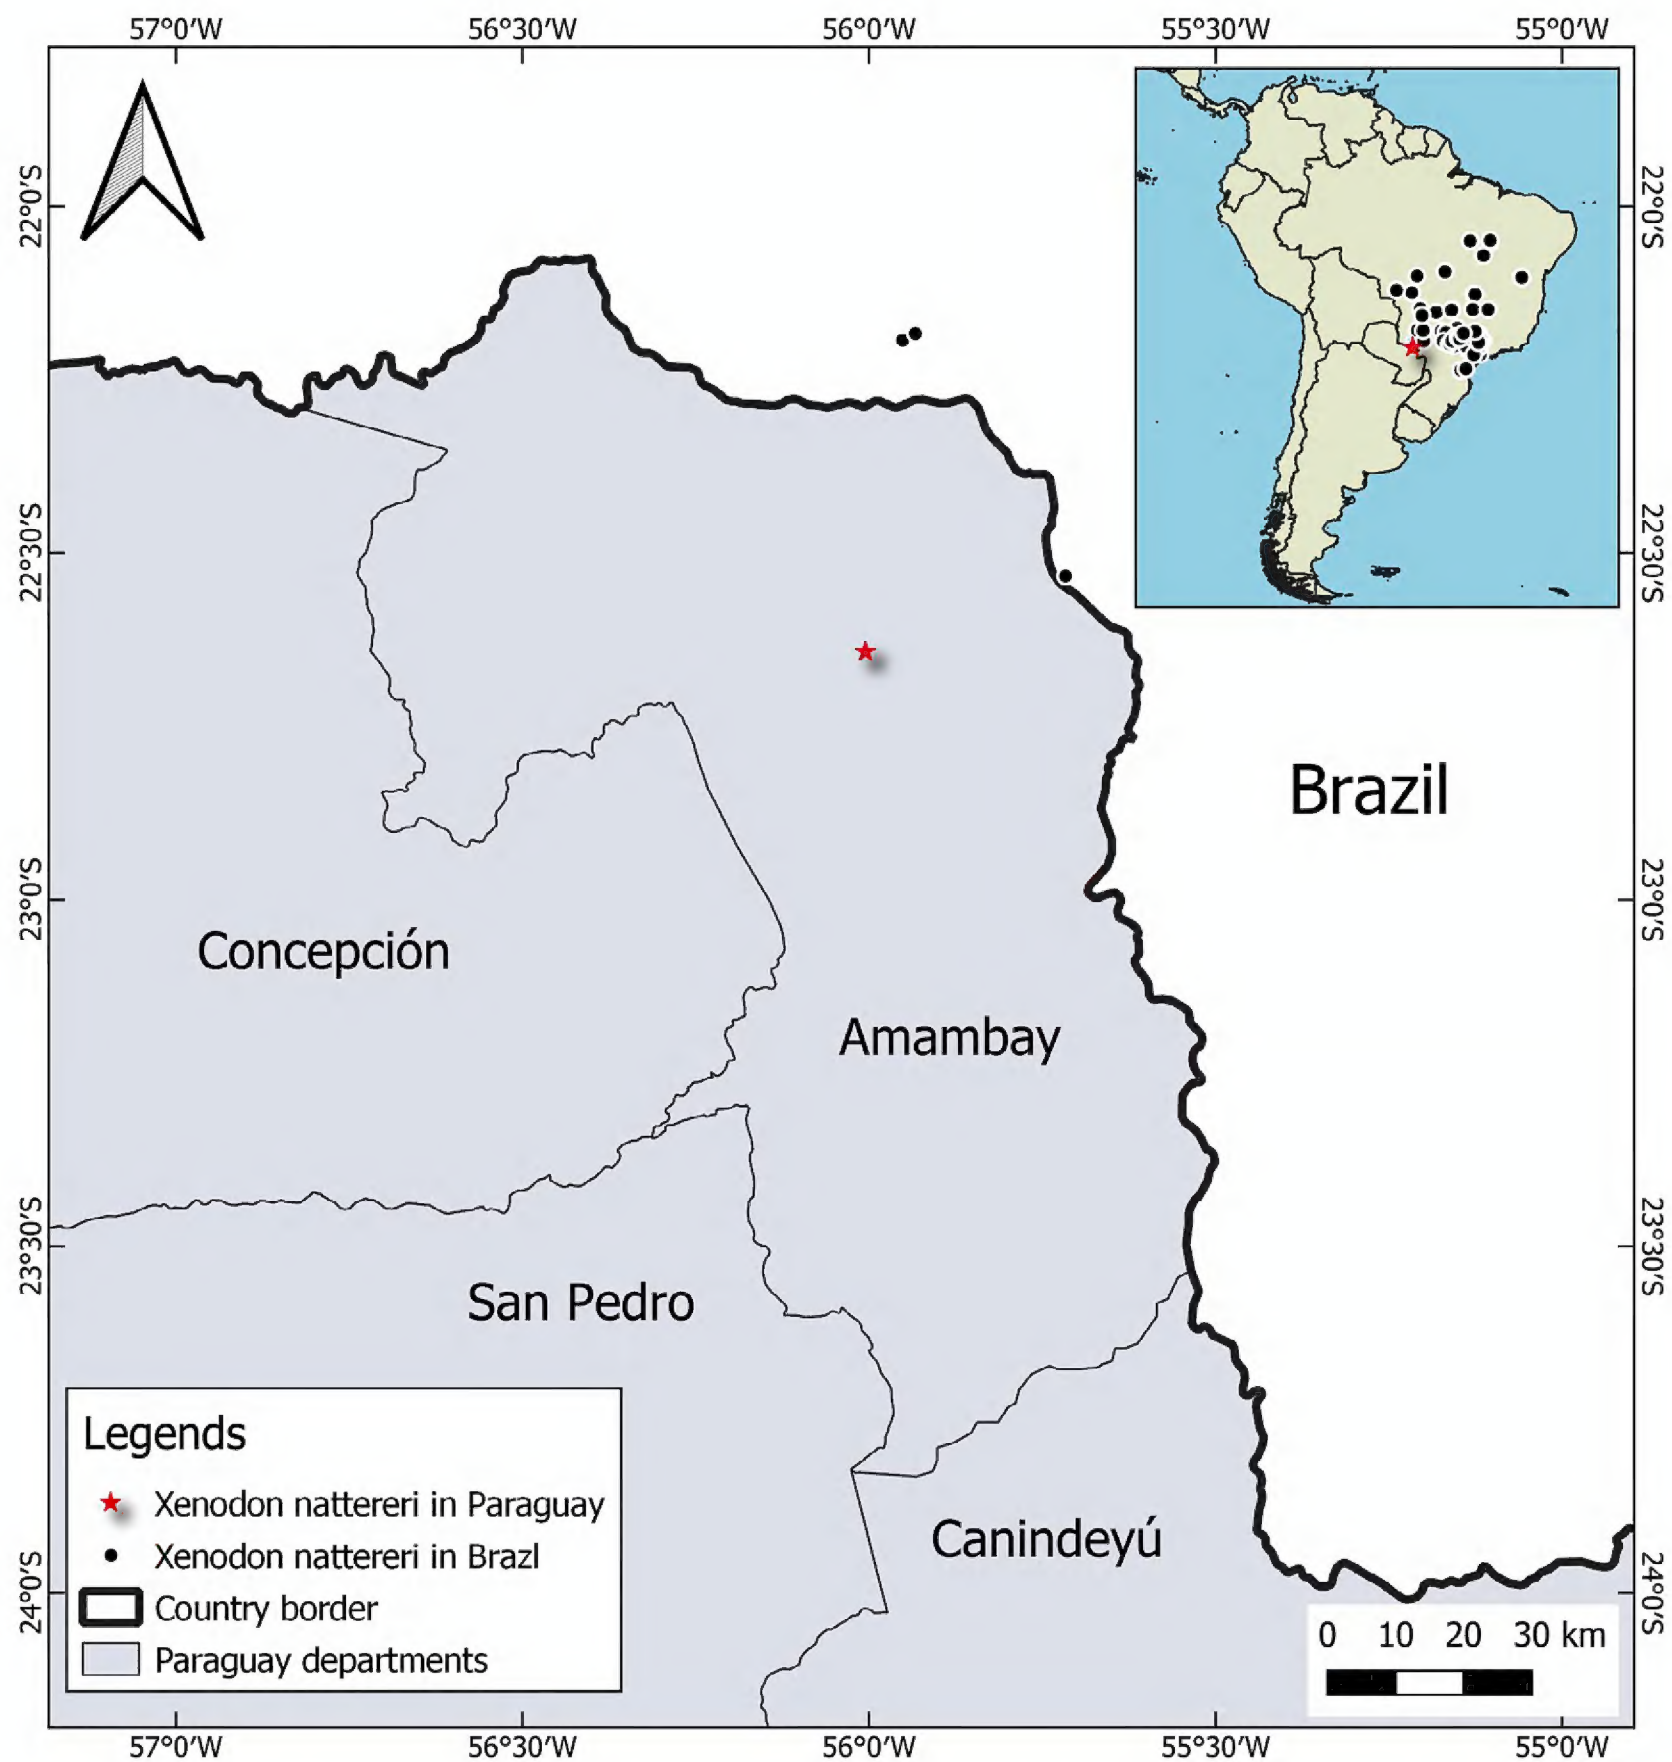 57°0'W 56°30'W 56°0'W 55°30'W 55°0'W
22°0'S
22°0'S
22°30'S
22°30'S
Brazil
23°0'S
23°0'S
Concepción
Amambay
23°30'S
23°30'S
San Pedro
Legends
Xenodon nattereri in Paraguay
Xenodon nattereri in Brazl
Country border
Paraguay departments
Canindeyú
24°0'S
24°0'S
0 10 20 30 km
57°0'W 56°30'W 56°0'W 55°30'W 55°0'W